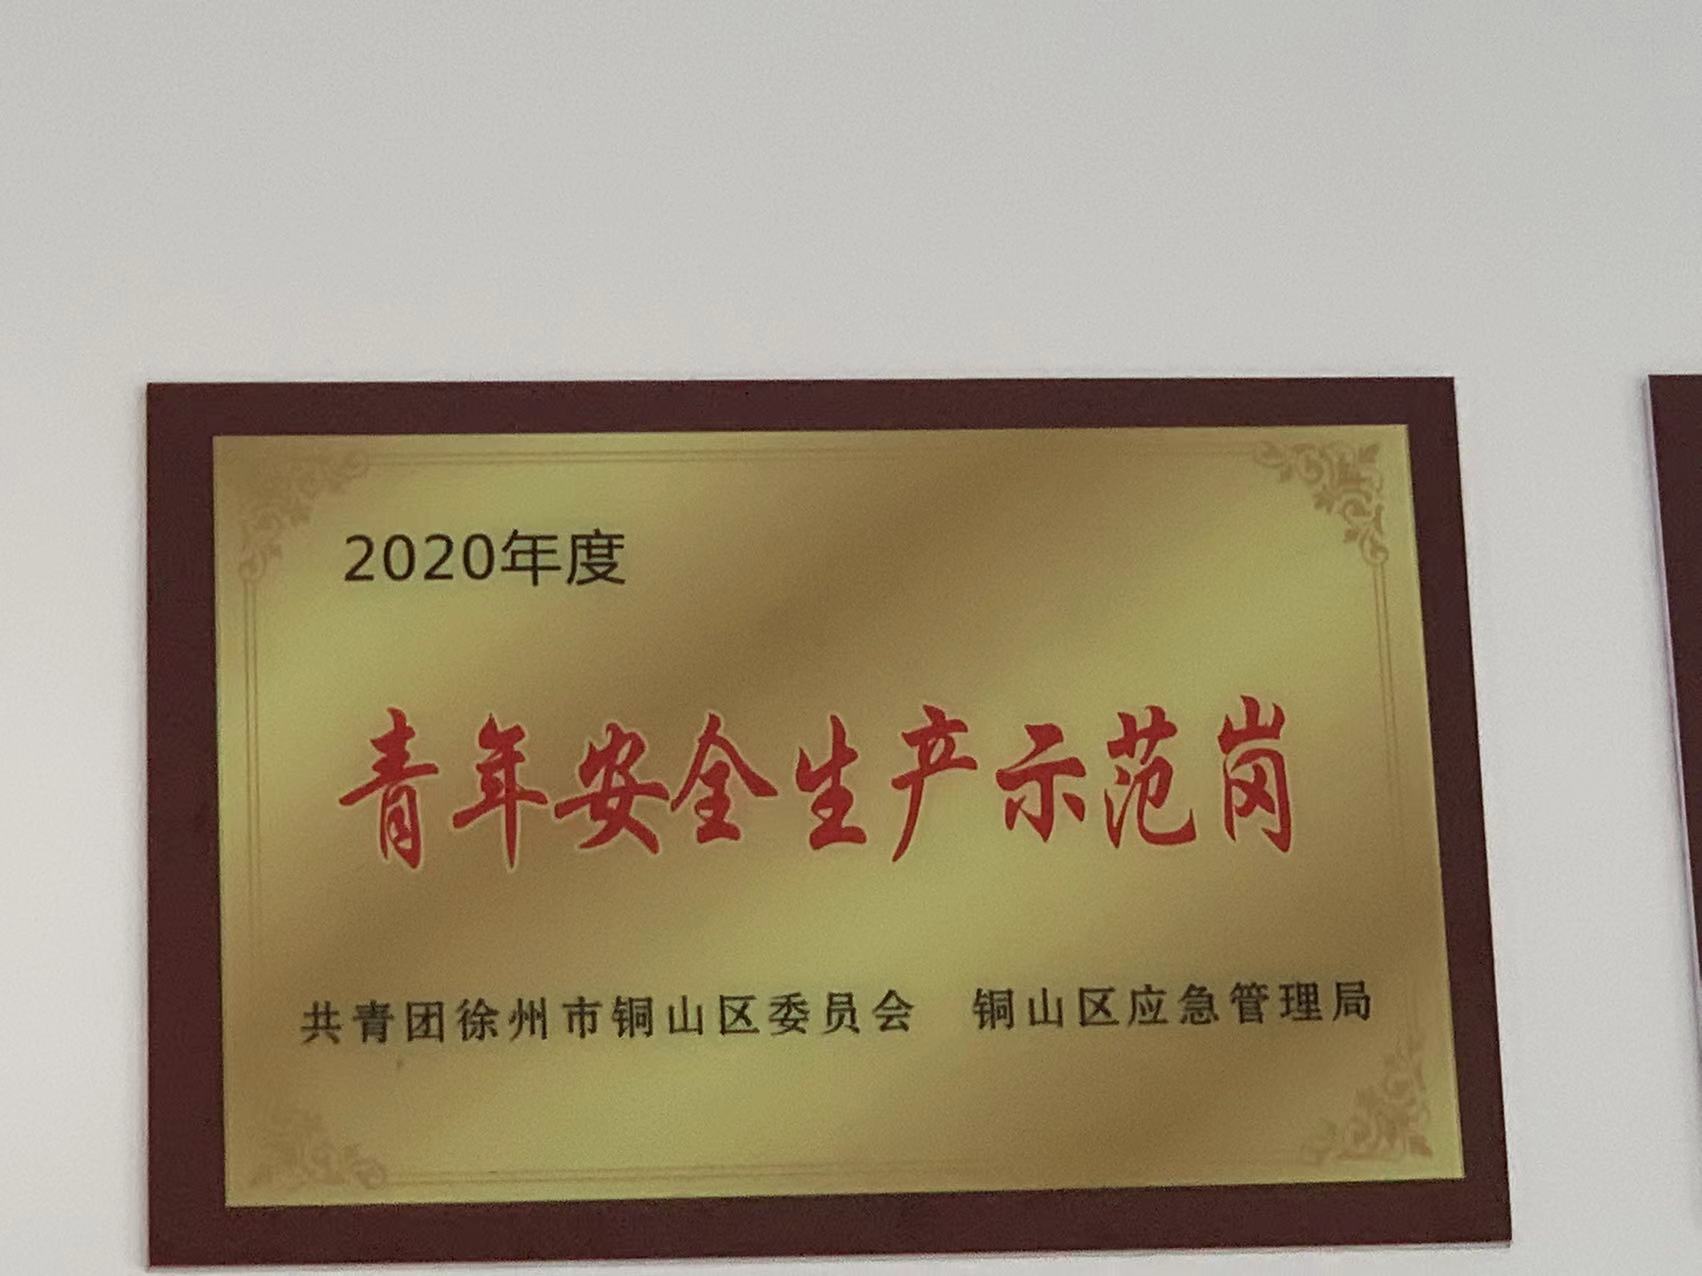 2020年度
青年安全生产示范岗
共青团徐州市铜山区委员会 铜山区应急管理局